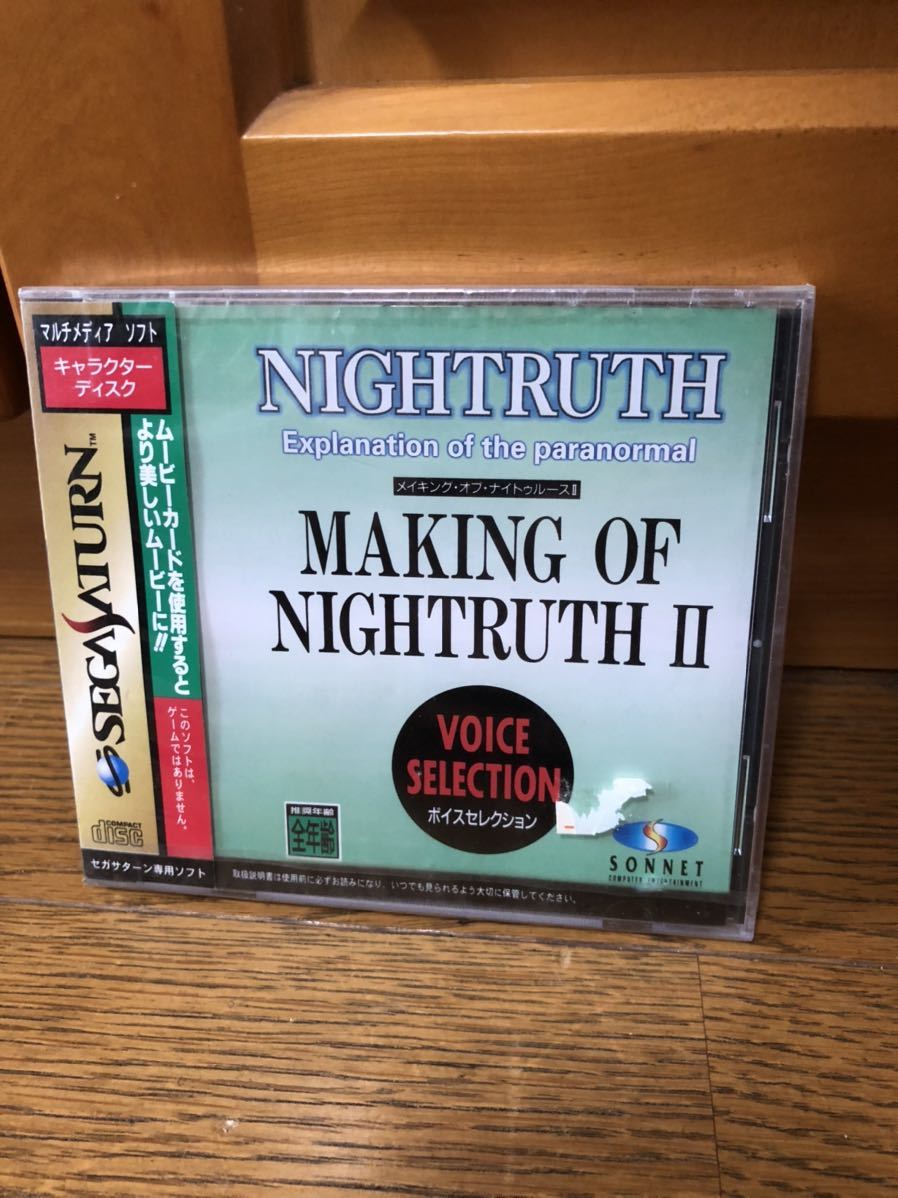 マルチメディア ソフト
キャラクター
ディスク
SEGA SATURN™
ムービーカードを使用すると
より美しいムービーに!!
このソフトは、
ゲームではありません。
COMPACT
disc
セガサターン専用ソフト
NIGHTRUTH
Explanation of the paranormal
メイキング・オブ・ナイトゥルースⅡ
MAKING OF
NIGHTRUTH Ⅱ
VOICE
SELECTION
ボイスセレクション
推奨年齢
全年齢
SONNET
COMPUTER ENTERTAINMENT
取扱説明書は使用前に必ずお読みになり、いつでも見られるよう大切に保管してください。